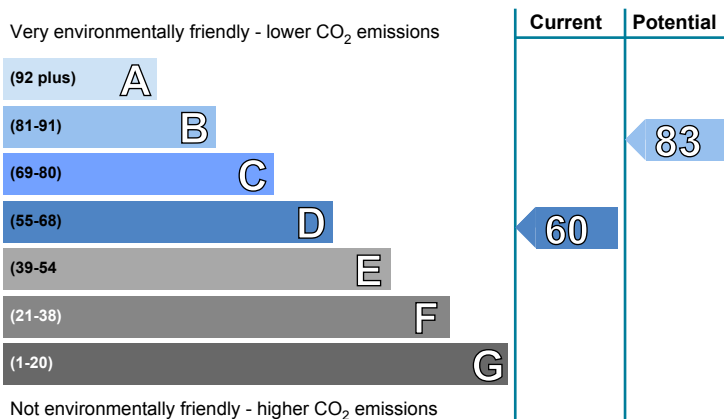 Current Potential
Very environmentally friendly - lower CO2 emissions
(92 plus) A
(81-91) B
83
(69-80) C
(55-68) D
60
(39-54 E
(21-38) F
(1-20) G
Not environmentally friendly - higher CO2 emissions